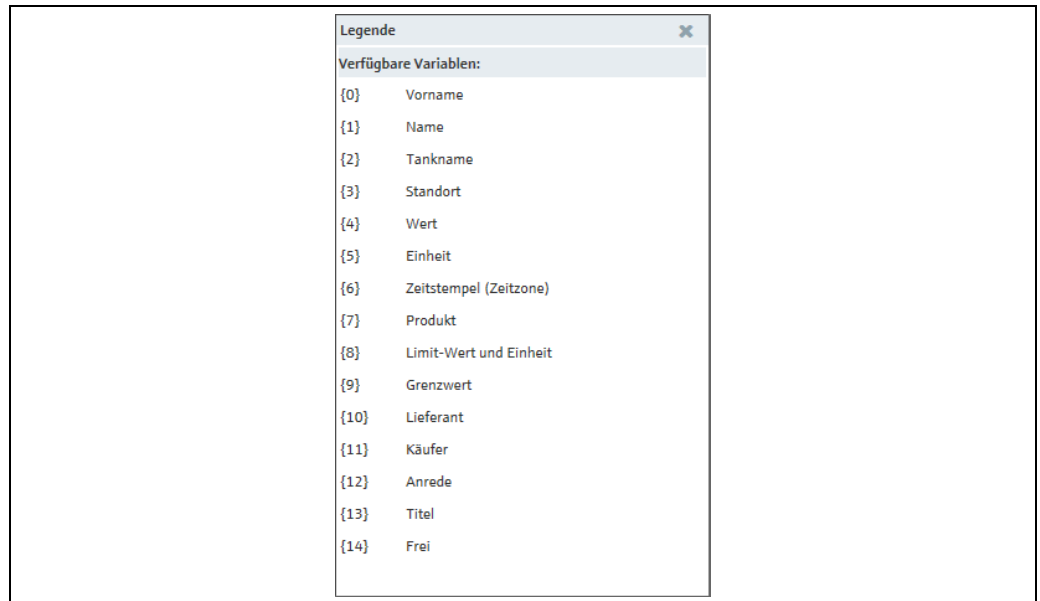 Legende
Verfügbare Variablen:
{0} Vorname
{1} Name
{2} Tankname
{3} Standort
{4} Wert
{5} Einheit
{6} Zeitstempel (Zeitzone)
{7} Produkt
{8} Limit-Wert und Einheit
{9} Grenzwert
{10} Lieferant
{11} Käufer
{12} Anrede
{13} Titel
{14} Frei